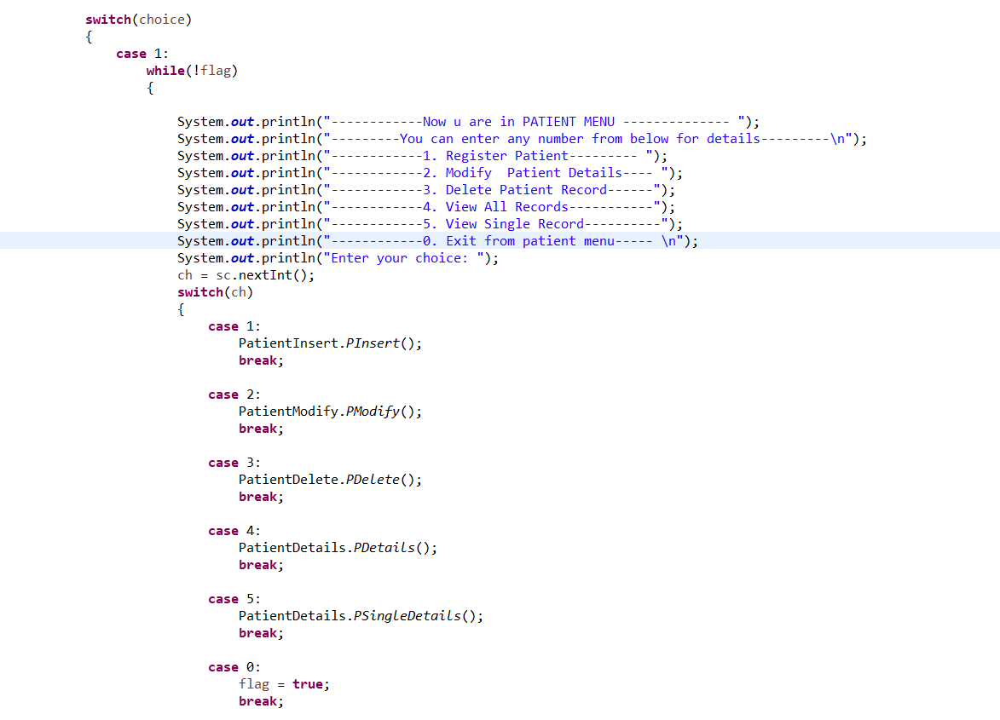 switch(choice)
{
case 1:
while(!flag)
{
System.out.println("------------Now u are in PATIENT MENU -------------- ");
System.out.println("---------You can enter any number from below for details---------\n");
System.out.println("------------1. Register Patient--------- ");
System.out.println("------------2. Modify  Patient Details---- ");
System.out.println("------------3. Delete Patient Record------");
System.out.println("------------4. View All Records-----------");
System.out.println("------------5. View Single Record----------");
System.out.println("------------0. Exit from patient menu----- \n");
System.out.println("Enter your choice: ");
ch = sc.nextInt();
switch(ch)
{
case 1:
PatientInsert.PInsert();
break;
case 2:
PatientModify.PModify();
break;
case 3:
PatientDelete.PDelete();
break;
case 4:
PatientDetails.PDetails();
break;
case 5:
PatientDetails.PSingleDetails();
break;
case 0:
flag = true;
break;